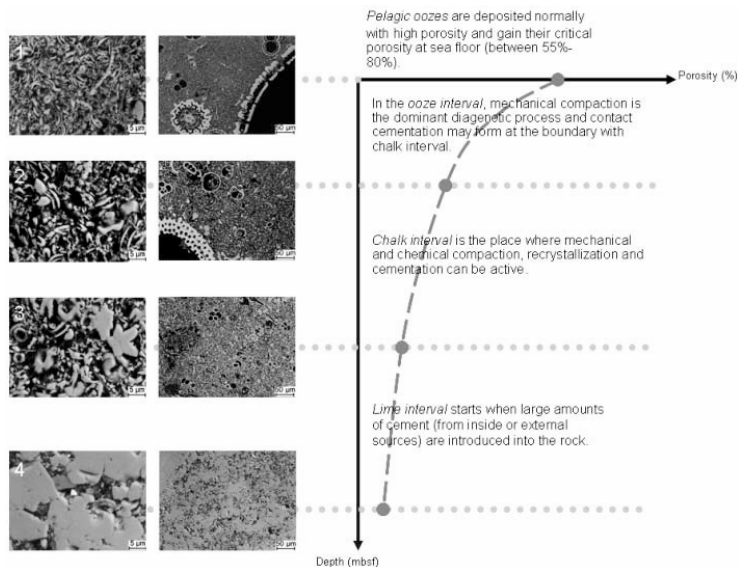 Pelagic oozes are deposited normally
with high porosity and gain their critical
porosity at sea floor (between 55%-
80%).
Porosity (%)
1
5 µm
50 µm
In the ooze interval, mechanical compaction is
the dominant diagenetic process and contact
cementation may form at the boundary with
chalk interval.
2
5 µm
50 µm
Chalk interval is the place where mechanical
and chemical compaction, recrystallization and
cementation can be active.
3
5 µm
50 µm
Lime interval starts when large amounts
of cement (from inside or external
sources) are introduced into the rock.
4
5 µm
50 µm
Depth (mbsf)